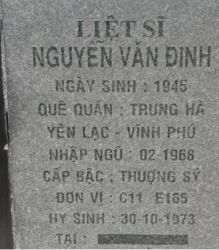 LIỆT SĨ
NGUYỄN VĂN ĐINH
NGÀY SINH : 1945
QUÊ QUÁN : TRUNG HÀ
YÊN LẠC - VĨNH PHÚ
NHẬP NGŨ : 02-1968
CẤP BẬC : THƯỢNG SỸ
ĐƠN VỊ : C11 E165
HY SINH : 30-10-1973
TẠI :